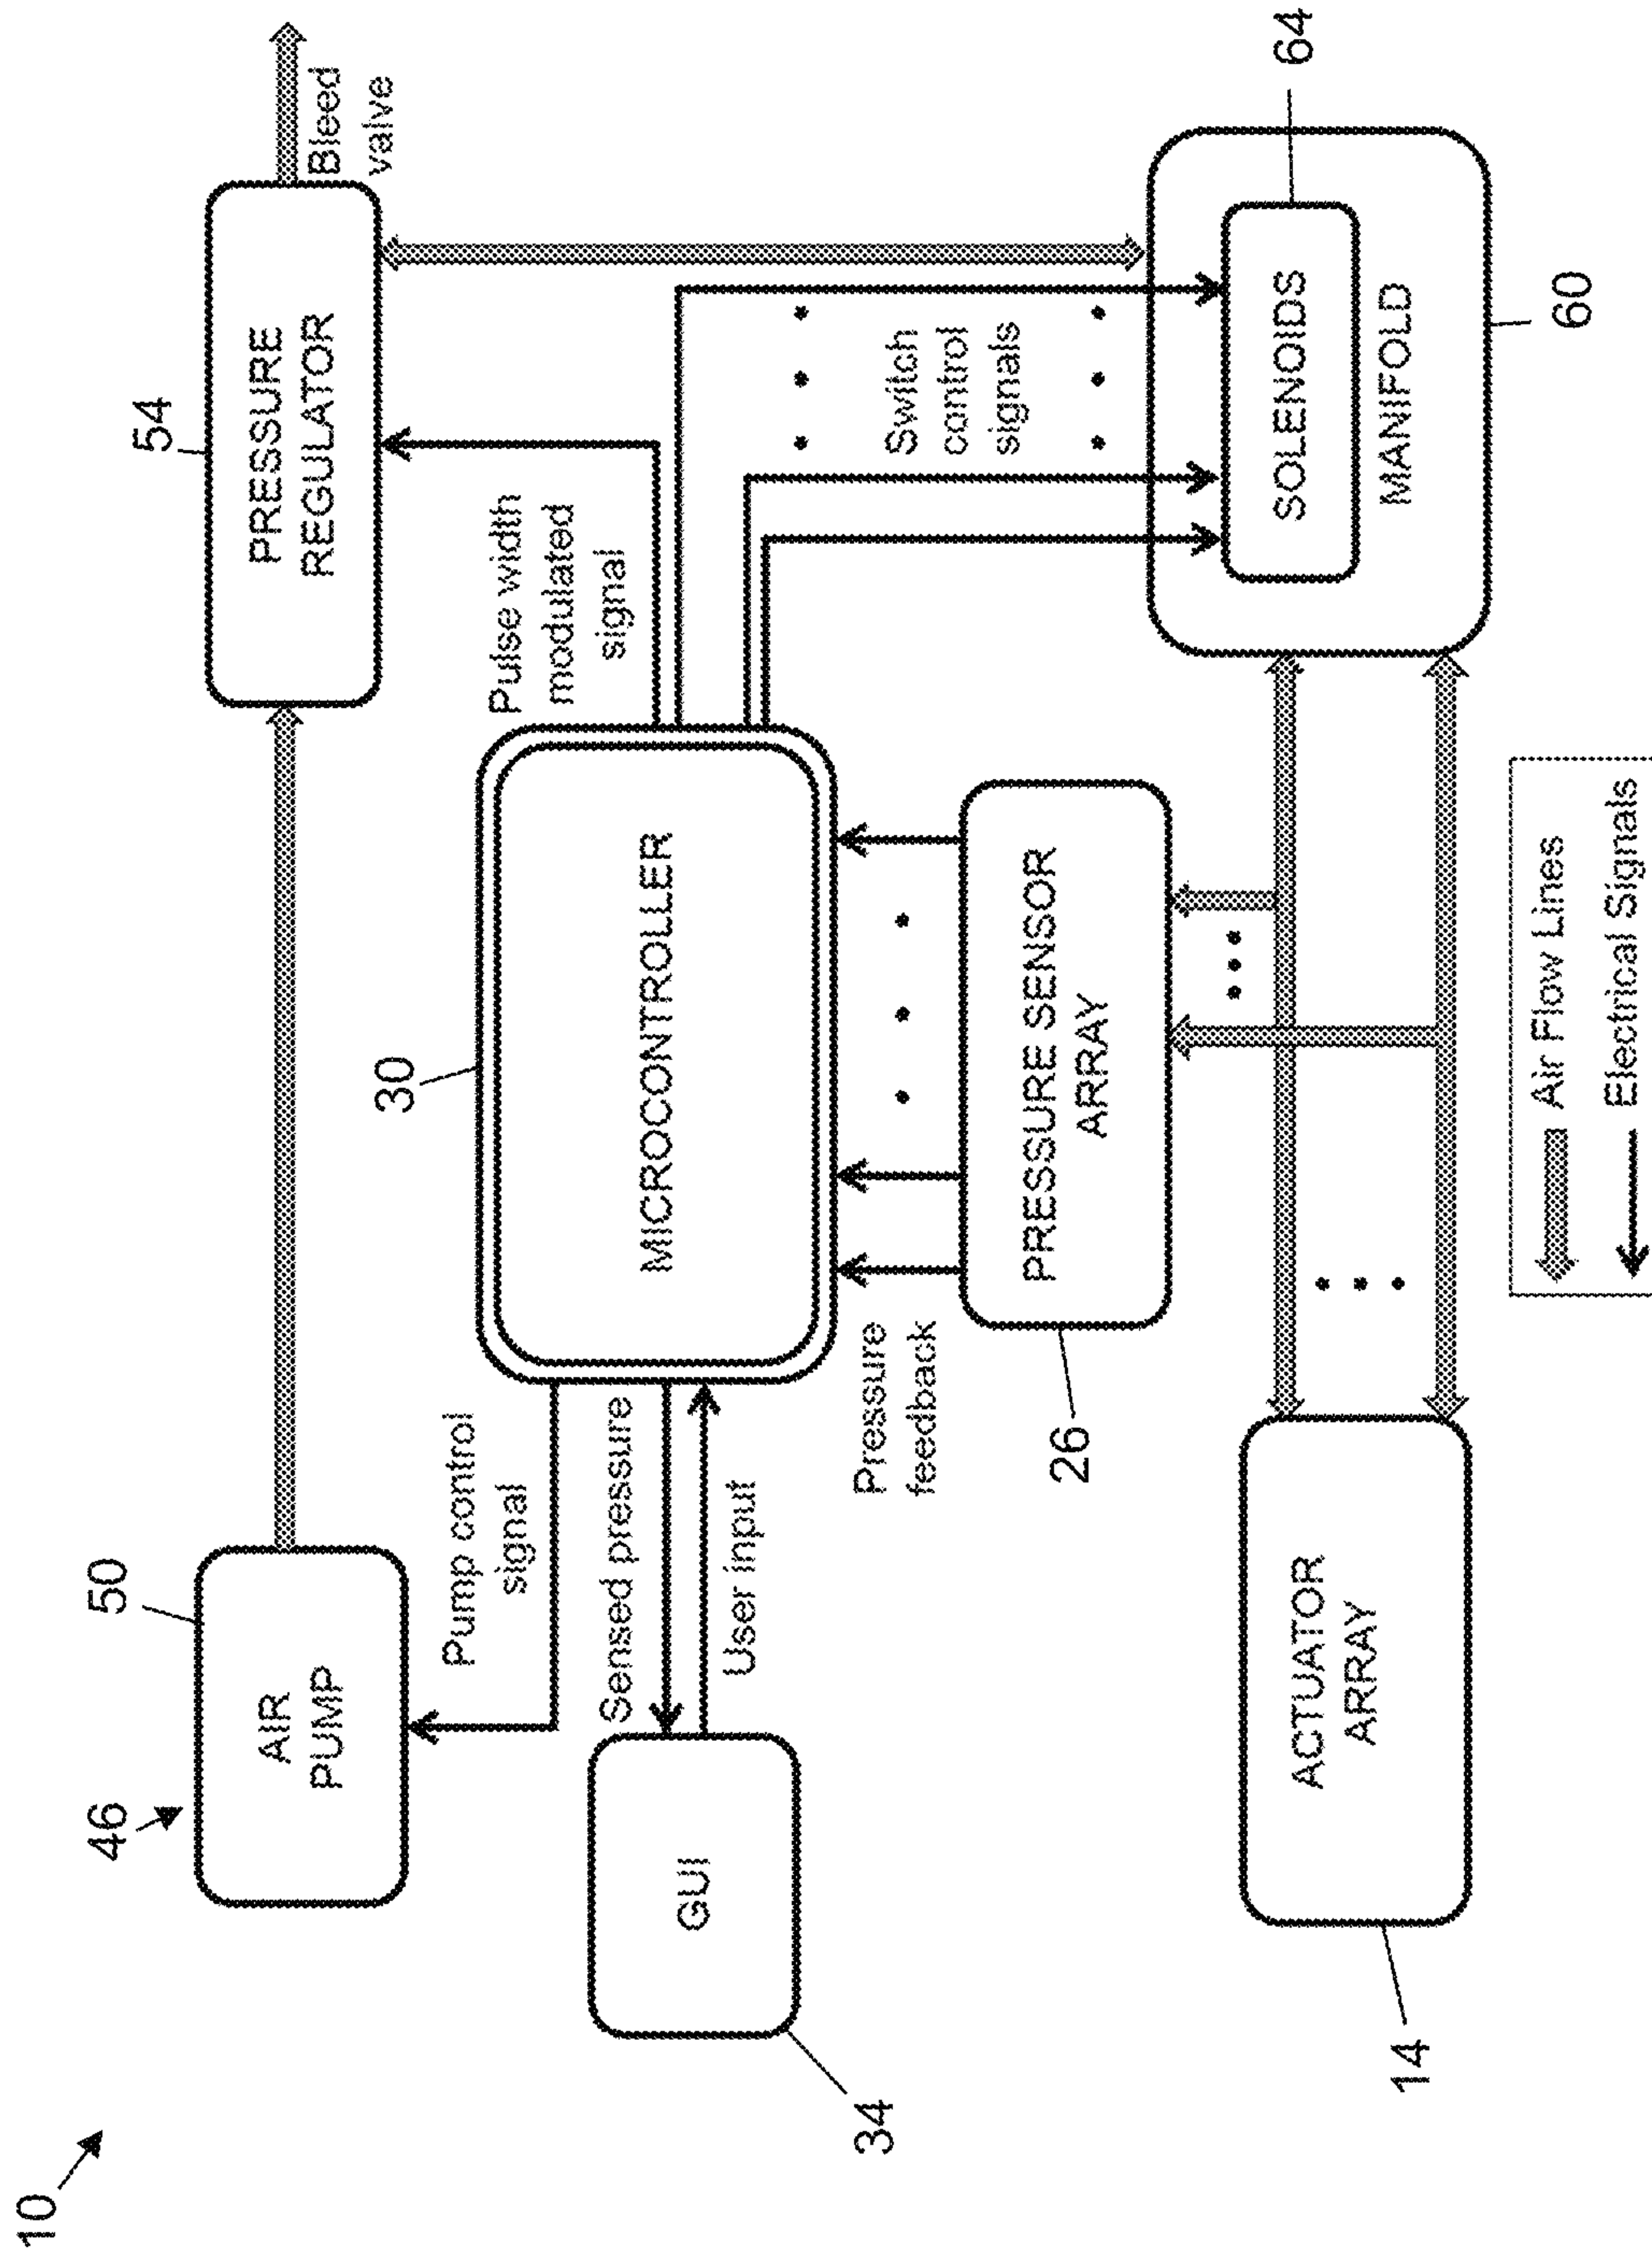 10
46
50
AIR
PUMP
54
PRESSURE
REGULATOR
Bleed
valve
Pump control
signal
30
MICROCONTROLLER
Pulse width
modulated
signal
34
GUI
Sensed pressure
User input
Pressure
feedback
Switch
control
signals
26
PRESSURE SENSOR
ARRAY
14
ACTUATOR
ARRAY
64
SOLENOIDS
MANIFOLD
60
Air Flow Lines
Electrical Signals